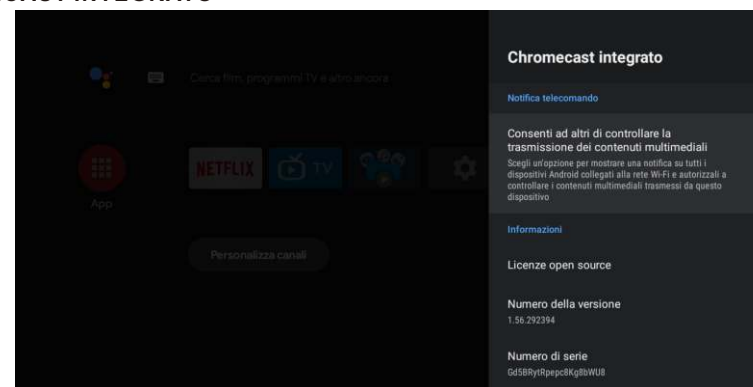 Chromecast integrato
Cerca film, programmi TV e altro ancora
Notifica telecomando
Consenti ad altri di controllare la
trasmissione dei contenuti multimediali
Scegli un'opzione per mostrare una notifica su tutti i
dispositivi Android collegati alla rete Wi-Fi e autorizzali a
controllare i contenuti multimediali trasmessi da questo
dispositivo
NETFLIX
TV
App
Informazioni
Personalizza canali
Licenze open source
Numero della versione
1.56.292394
Numero di serie
Gd5BRytRpepc8Kg8bWU8